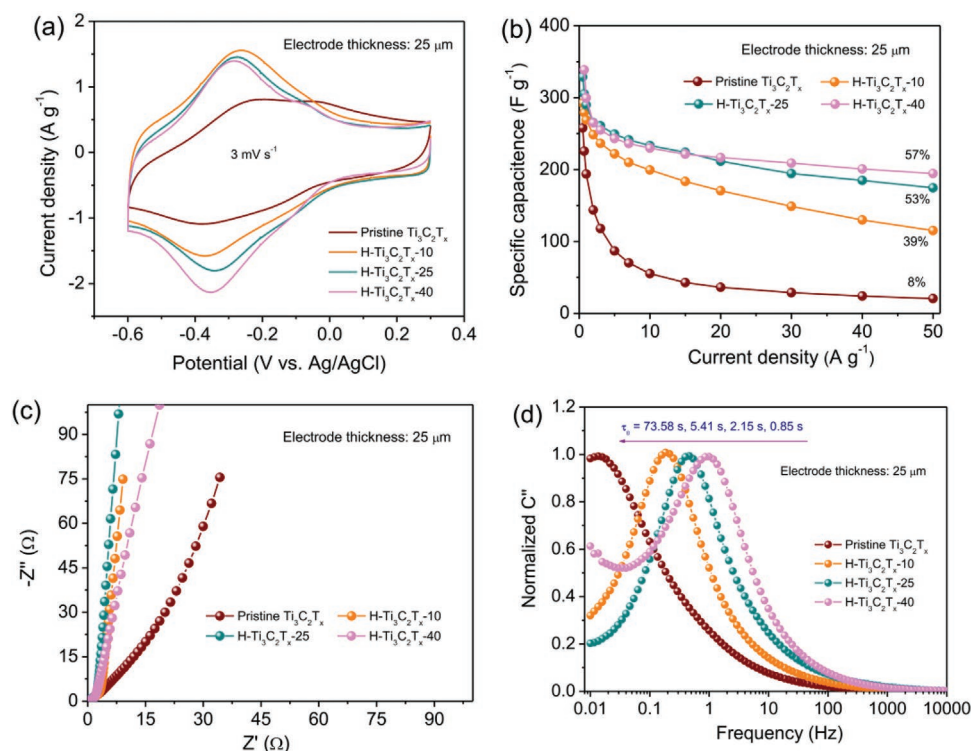 (a)
Electrode thickness: 25 μm
3 mV s⁻¹
Pristine Ti₃C₂Tₓ
H-Ti₃C₂Tₓ-10
H-Ti₃C₂Tₓ-25
H-Ti₃C₂Tₓ-40
Current density (A g⁻¹)
2
1
0
1
2
-0.6
-0.4
-0.2
0.0
0.2
0.4
Potential (V vs. Ag/AgCl)
(b)
Electrode thickness: 25 μm
Pristine Ti₃C₂Tₓ H-Ti₃C₂Tₓ-10
H-Ti₃C₂Tₓ-25 H-Ti₃C₂Tₓ-40
57%
53%
39%
8%
Specific capacitence (F g⁻¹)
400
300
200
100
0
0
10
20
30
40
50
Current density (A g⁻¹)
(c)
Electrode thickness: 25 μm
Pristine Ti₃C₂Tₓ H-Ti₃C₂Tₓ-10
H-Ti₃C₂Tₓ-25 H-Ti₃C₂Tₓ-40
-Z" (Ω)
90
75
60
45
30
15
0
0
15
30
45
60
75
90
Z' (Ω)
(d)
τ₀ = 73.58 s, 5.41 s, 2.15 s, 0.85 s
Electrode thickness: 25 μm
Pristine Ti₃C₂Tₓ
H-Ti₃C₂Tₓ-10
H-Ti₃C₂Tₓ-25
H-Ti₃C₂Tₓ-40
Normalized C"
1.2
1.0
0.8
0.6
0.4
0.2
0.0
0.01
0.1
1
10
100
1000
10000
Frequency (Hz)